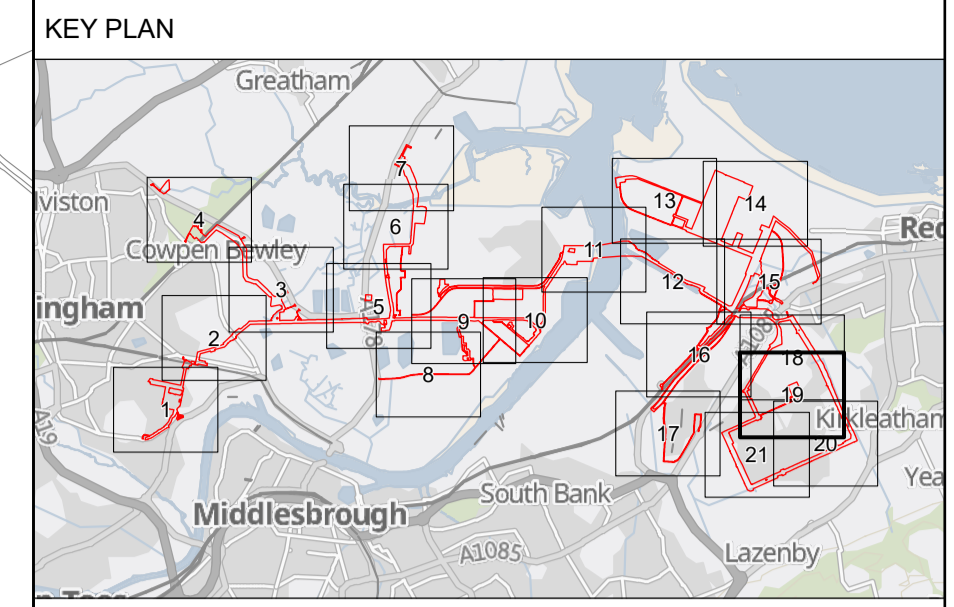 KEY PLAN
Greatham
7
13
14
lviston
4
6
Red
Cowpen Bewley
11
3
12
15
ingham
5
A178
9
10
2
A1085
16
18
8
19
1
A19
17
Kirkleatham
20
21
Yea
South Bank
Middlesbrough
A1085
Lazenby